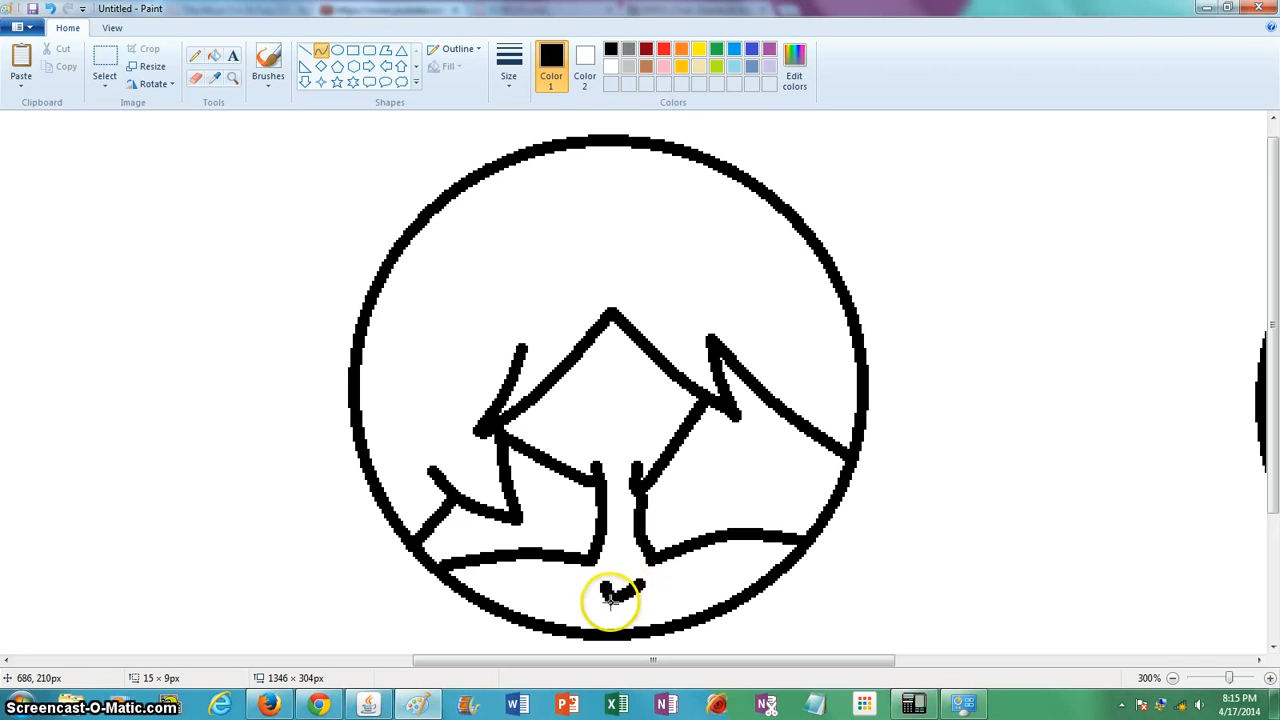 Untitled - Paint
Home View
Cut
Copy
Paste
Clipboard
Crop
Resize
Rotate
Select
Image
A
Tools
Brushes
Outline
Fill
Shapes
Size
Color 1
Color 2
Edit colors
Colors
686, 210px
15 × 9px
1346 × 304px
300%
Screencast-O-Matic.com
8:15 PM
4/17/2014